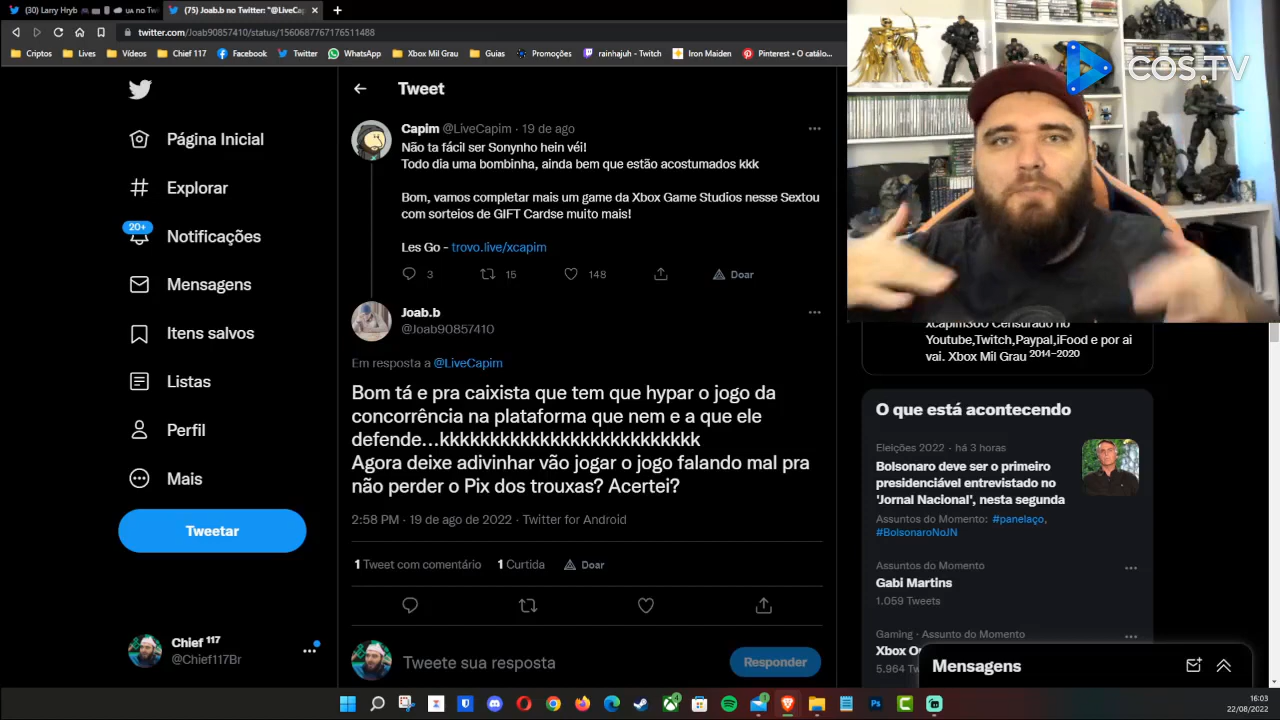 (30) Larry Hryb
UA no Tw
(75) Joab.b no Twitter: "@LiveCa
twitter.com/Joab90857410/status/1560687767176511488
Criptos
Lives
Vídeos
Chief 117
Facebook
Twitter
WhatsApp
Xbox Mil Grau
Guias
Promoções
rainhajuh - Twitch
Iron Maiden
Pinterest • O catálo...
COS.TV
Página Inicial
Explorar
20+
Notificações
Mensagens
Itens salvos
Listas
Perfil
Mais
Tweetar
Chief 117
@Chief117Br
Tweet
Capim @LiveCapim · 19 de ago
Não ta fácil ser Sonynho hein véi!
Todo dia uma bombinha, ainda bem que estão acostumados kkk
Bom, vamos completar mais um game da Xbox Game Studios nesse Sextou
com sorteios de GIFT Cardse muito mais!
Les Go - trovo.live/xcapim
3 15 148 Doar
Joab.b
@Joab90857410
Em resposta a @LiveCapim
Bom tá e pra caixista que tem que hypar o jogo da
concorrência na plataforma que nem e a que ele
defende...kkkkkkkkkkkkkkkkkkkkkkkkkk
Agora deixe adivinhar vão jogar o jogo falando mal pra
não perder o Pix dos trouxas? Acertei?
2:58 PM · 19 de ago de 2022 · Twitter for Android
1 Tweet com comentário 1 Curtida Doar
Tweete sua resposta
Responder
xcapim360 Censurado no
Youtube,Twitch,Paypal,iFood e por ai
vai. Xbox Mil Grau 2014–2020
O que está acontecendo
Eleições 2022 · há 3 horas
Bolsonaro deve ser o primeiro
presidenciável entrevistado no
'Jornal Nacional', nesta segunda
Assuntos do Momento: #panelaço,
#BolsonaroNoJN
Assuntos do Momento
Gabi Martins
1.059 Tweets
Gaming · Assunto do Momento
Xbox
5.964
Mensagens
16:03
22/08/2022